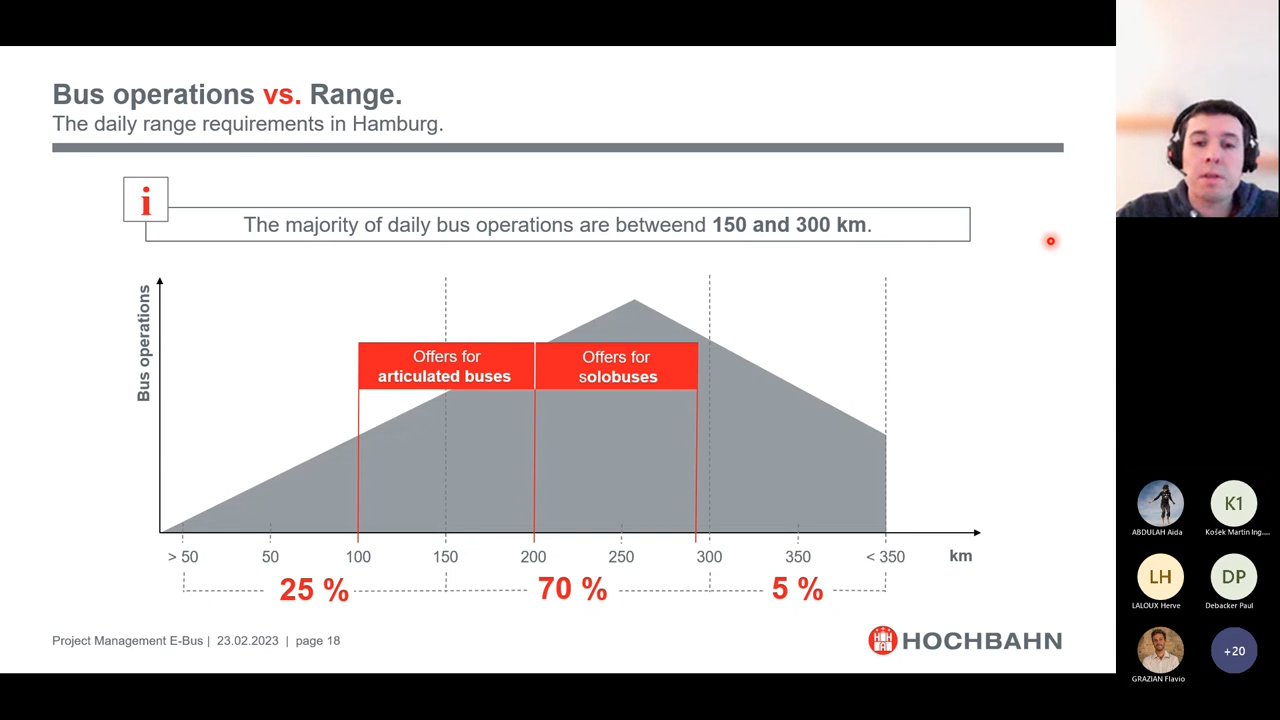 Bus operations vs. Range.
The daily range requirements in Hamburg.
i
The majority of daily bus operations are betweend 150 and 300 km.
Bus operations
Offers for
articulated buses
Offers for
solobuses
> 50 50 100 150 200 250 300 350 < 350 km
25 % 70 % 5 %
Project Management E-Bus | 23.02.2023 | page 18
HOCHBAHN
K1
ABDULAH Aida
Košek Martin Ing....
LH
DP
LALOUX Herve
Debacker Paul
+20
GRAZIAN Flavio